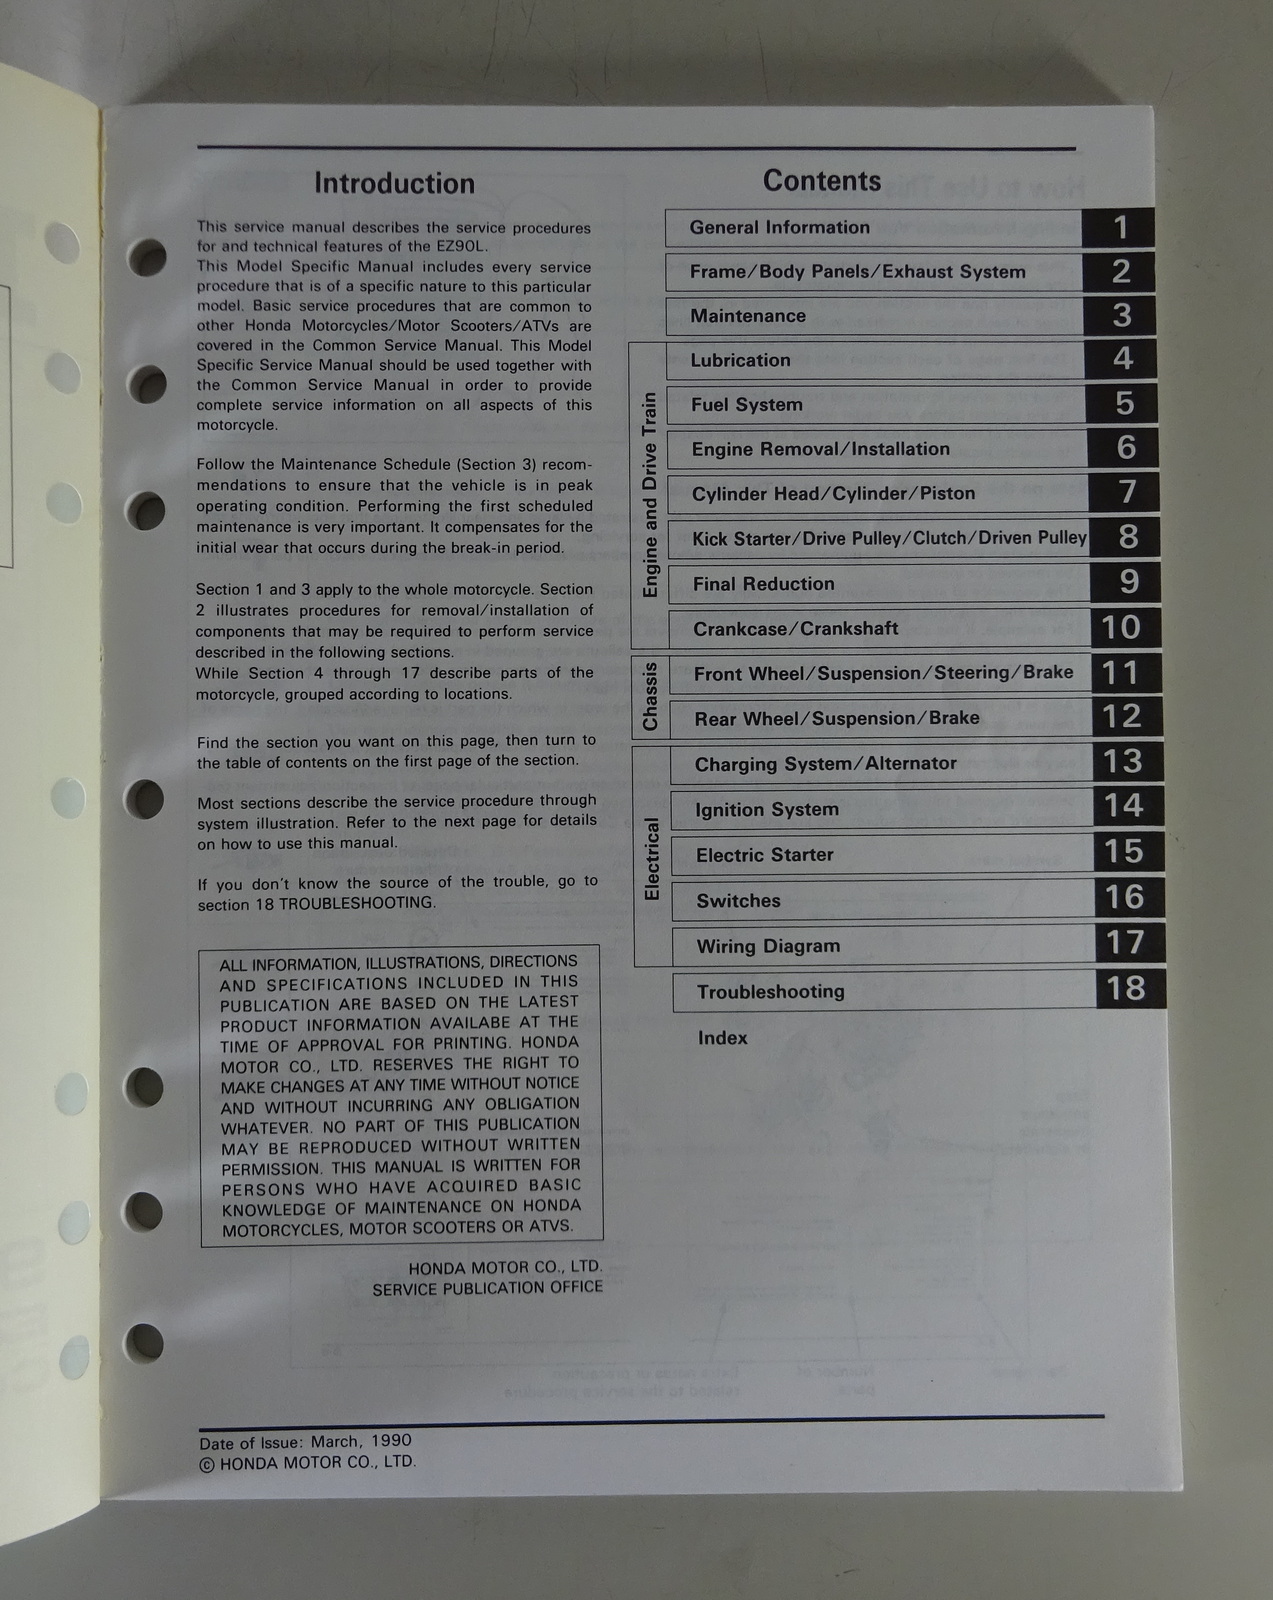 Introduction
This service manual describes the service procedures
for and technical features of the EZ90L.
This Model Specific Manual includes every service
procedure that is of a specific nature to this particular
model. Basic service procedures that are common to
other Honda Motorcycles/Motor Scooters/ATVs are
covered in the Common Service Manual. This Model
Specific Service Manual should be used together with
the Common Service Manual in order to provide
complete service information on all aspects of this
motorcycle.
Follow the Maintenance Schedule (Section 3) recom-
mendations to ensure that the vehicle is in peak
operating condition. Performing the first scheduled
maintenance is very important. It compensates for the
initial wear that occurs during the break-in period.
Section 1 and 3 apply to the whole motorcycle. Section
2 illustrates procedures for removal/installation of
components that may be required to perform service
described in the following sections.
While Section 4 through 17 describe parts of the
motorcycle, grouped according to locations.
Find the section you want on this page, then turn to
the table of contents on the first page of the section.
Most sections describe the service procedure through
system illustration. Refer to the next page for details
on how to use this manual.
If you don't know the source of the trouble, go to
section 18 TROUBLESHOOTING.
ALL INFORMATION, ILLUSTRATIONS, DIRECTIONS
AND SPECIFICATIONS INCLUDED IN THIS
PUBLICATION ARE BASED ON THE LATEST
PRODUCT INFORMATION AVAILABE AT THE
TIME OF APPROVAL FOR PRINTING. HONDA
MOTOR CO., LTD. RESERVES THE RIGHT TO
MAKE CHANGES AT ANY TIME WITHOUT NOTICE
AND WITHOUT INCURRING ANY OBLIGATION
WHATEVER. NO PART OF THIS PUBLICATION
MAY BE REPRODUCED WITHOUT WRITTEN
PERMISSION. THIS MANUAL IS WRITTEN FOR
PERSONS WHO HAVE ACQUIRED BASIC
KNOWLEDGE OF MAINTENANCE ON HONDA
MOTORCYCLES, MOTOR SCOOTERS OR ATVS.
HONDA MOTOR CO., LTD.
SERVICE PUBLICATION OFFICE
Contents
General Information 1
Frame/Body Panels/Exhaust System 2
Maintenance 3
Engine and Drive Train
Lubrication 4
Fuel System 5
Engine Removal/Installation 6
Cylinder Head/Cylinder/Piston 7
Kick Starter/Drive Pulley/Clutch/Driven Pulley 8
Final Reduction 9
Crankcase/Crankshaft 10
Chassis
Front Wheel/Suspension/Steering/Brake 11
Rear Wheel/Suspension/Brake 12
Electrical
Charging System/Alternator 13
Ignition System 14
Electric Starter 15
Switches 16
Wiring Diagram 17
Troubleshooting 18
Index
Date of Issue: March, 1990
© HONDA MOTOR CO., LTD.